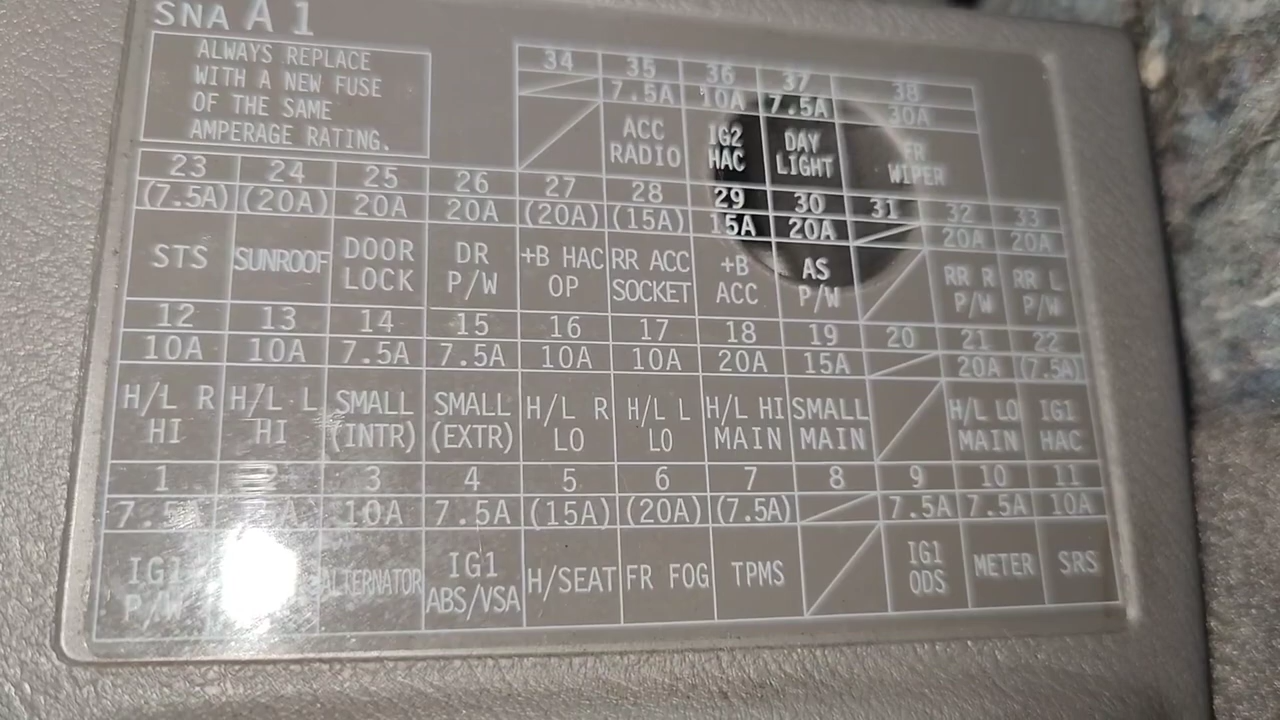 SNA A1
ALWAYS REPLACE
WITH A NEW FUSE
OF THE SAME
AMPERAGE RATING.
34 35 36 37 38
7.5A 10A 7.5A 30A
ACC RADIO IG2 HAC DAY LIGHT FR WIPER
23 24 25 26 27 28 29 30 31 32 33
(7.5A) (20A) 20A 20A (20A) (15A) 15A 20A 20A 20A
STS SUNROOF DOOR LOCK DR P/W +B HAC OP RR ACC SOCKET +B ACC AS P/W RR R P/W RR L P/W
12 13 14 15 16 17 18 19 20 21 22
10A 10A 7.5A 7.5A 10A 10A 20A 15A 20A (7.5A)
H/L R HI H/L L HI SMALL (INTR) SMALL (EXTR) H/L R LO H/L L LO H/L HI MAIN SMALL MAIN H/L LO MAIN IG1 HAC
1 2 3 4 5 6 7 8 9 10 11
10A 7.5A (15A) (20A) (7.5A) 7.5A 7.5A 10A
IG1 P/W ALTERNATOR IG1 ABS/VSA H/SEAT FR FOG TPMS IG1 ODS METER SRS